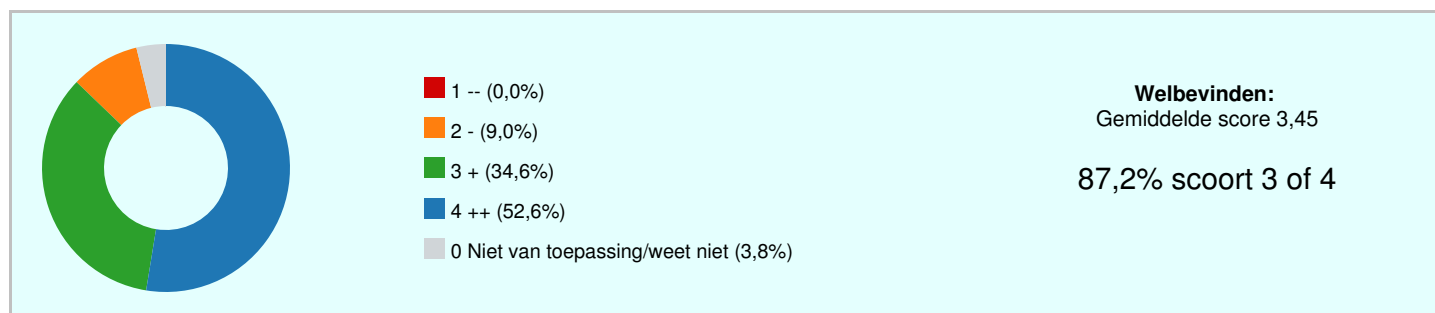 1 -- (0,0%)
2 - (9,0%)
3 + (34,6%)
4 ++ (52,6%)
0 Niet van toepassing/weet niet (3,8%)
Welbevinden:
Gemiddelde score 3,45
87,2% scoort 3 of 4